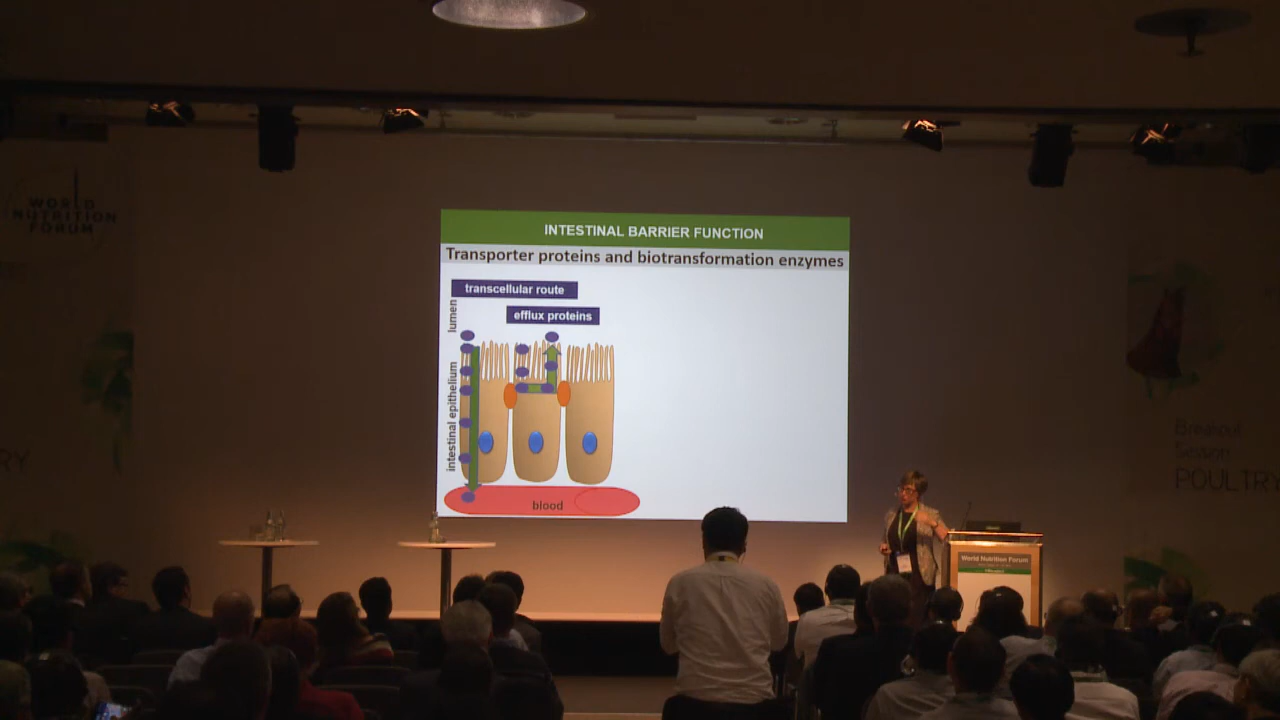 WORLD
NUTRITION
FORUM
INTESTINAL BARRIER FUNCTION
Transporter proteins and biotransformation enzymes
transcellular route
efflux proteins
lumen
intestinal epithelium
blood
Breakout
Session
POULTRY
RY
World Nutrition Forum